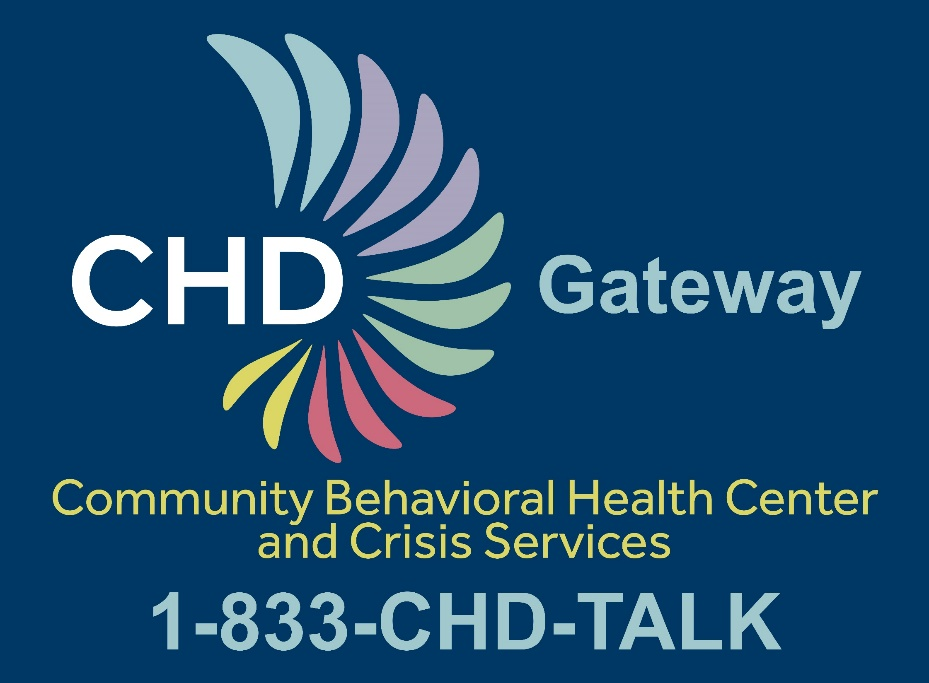 CHD Gateway
Community Behavioral Health Center
and Crisis Services
1-833-CHD-TALK